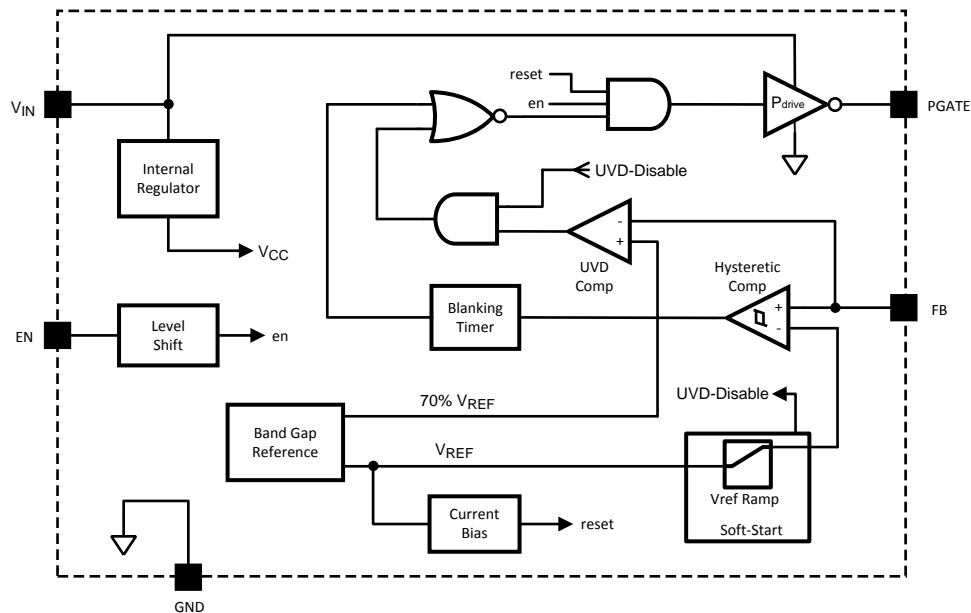 reset
en
VIN
Pdrive
PGATE
Internal
Regulator
UVD-Disable
VCC
-
+
UVD
Comp
Hysteretic
Comp
Blanking
Timer
+
-
FB
EN
Level
Shift
en
70% VREF
UVD-Disable
Band Gap
Reference
VREF
Vref Ramp
Current
Bias
reset
Soft-Start
GND